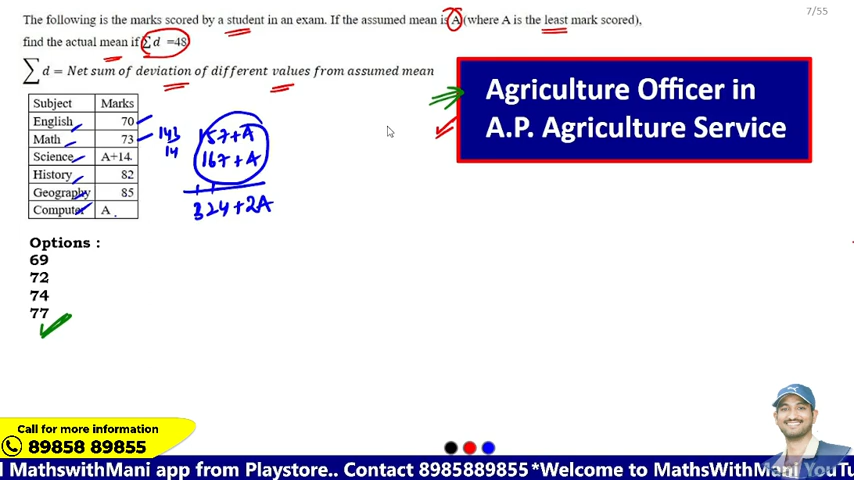 The following is the marks scored by a student in an exam. If the assumed mean is A (where A is the least mark scored),
7/55
find the actual mean if ∑d =48
∑ d = Net sum of deviation of different values from assumed mean
Subject Marks
English 70
Math 73
Science A+14
History 82
Geography 85
Computer A
143
14
157+A
167+A
324+2A
Agriculture Officer in
A.P. Agriculture Service
Options :
69
72
74
77
Call for more information
89858 89855
MathswithMani app from Playstore.. Contact 8985889855 *Welcome to MathsWithMani YouTu